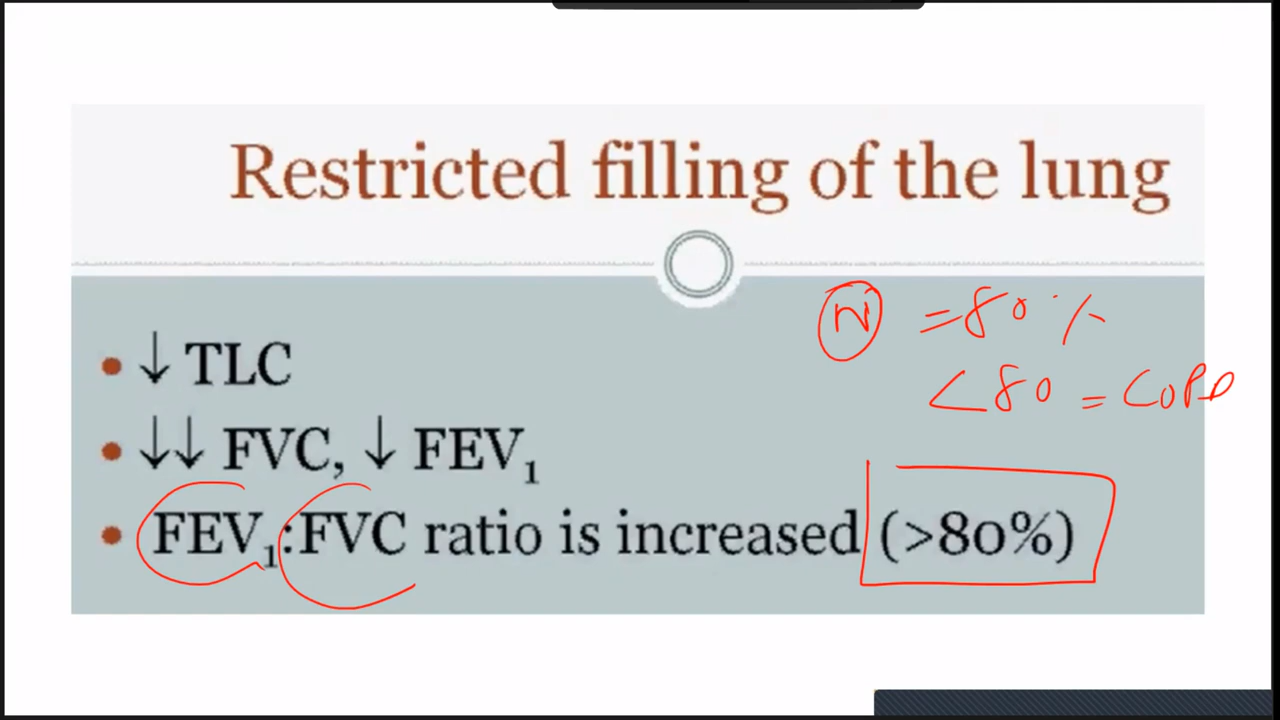 Restricted filling of the lung
N =80%
<80 = COPD
• ↓ TLC
• ↓↓ FVC, ↓ FEV₁
• FEV₁:FVC ratio is increased (>80%)